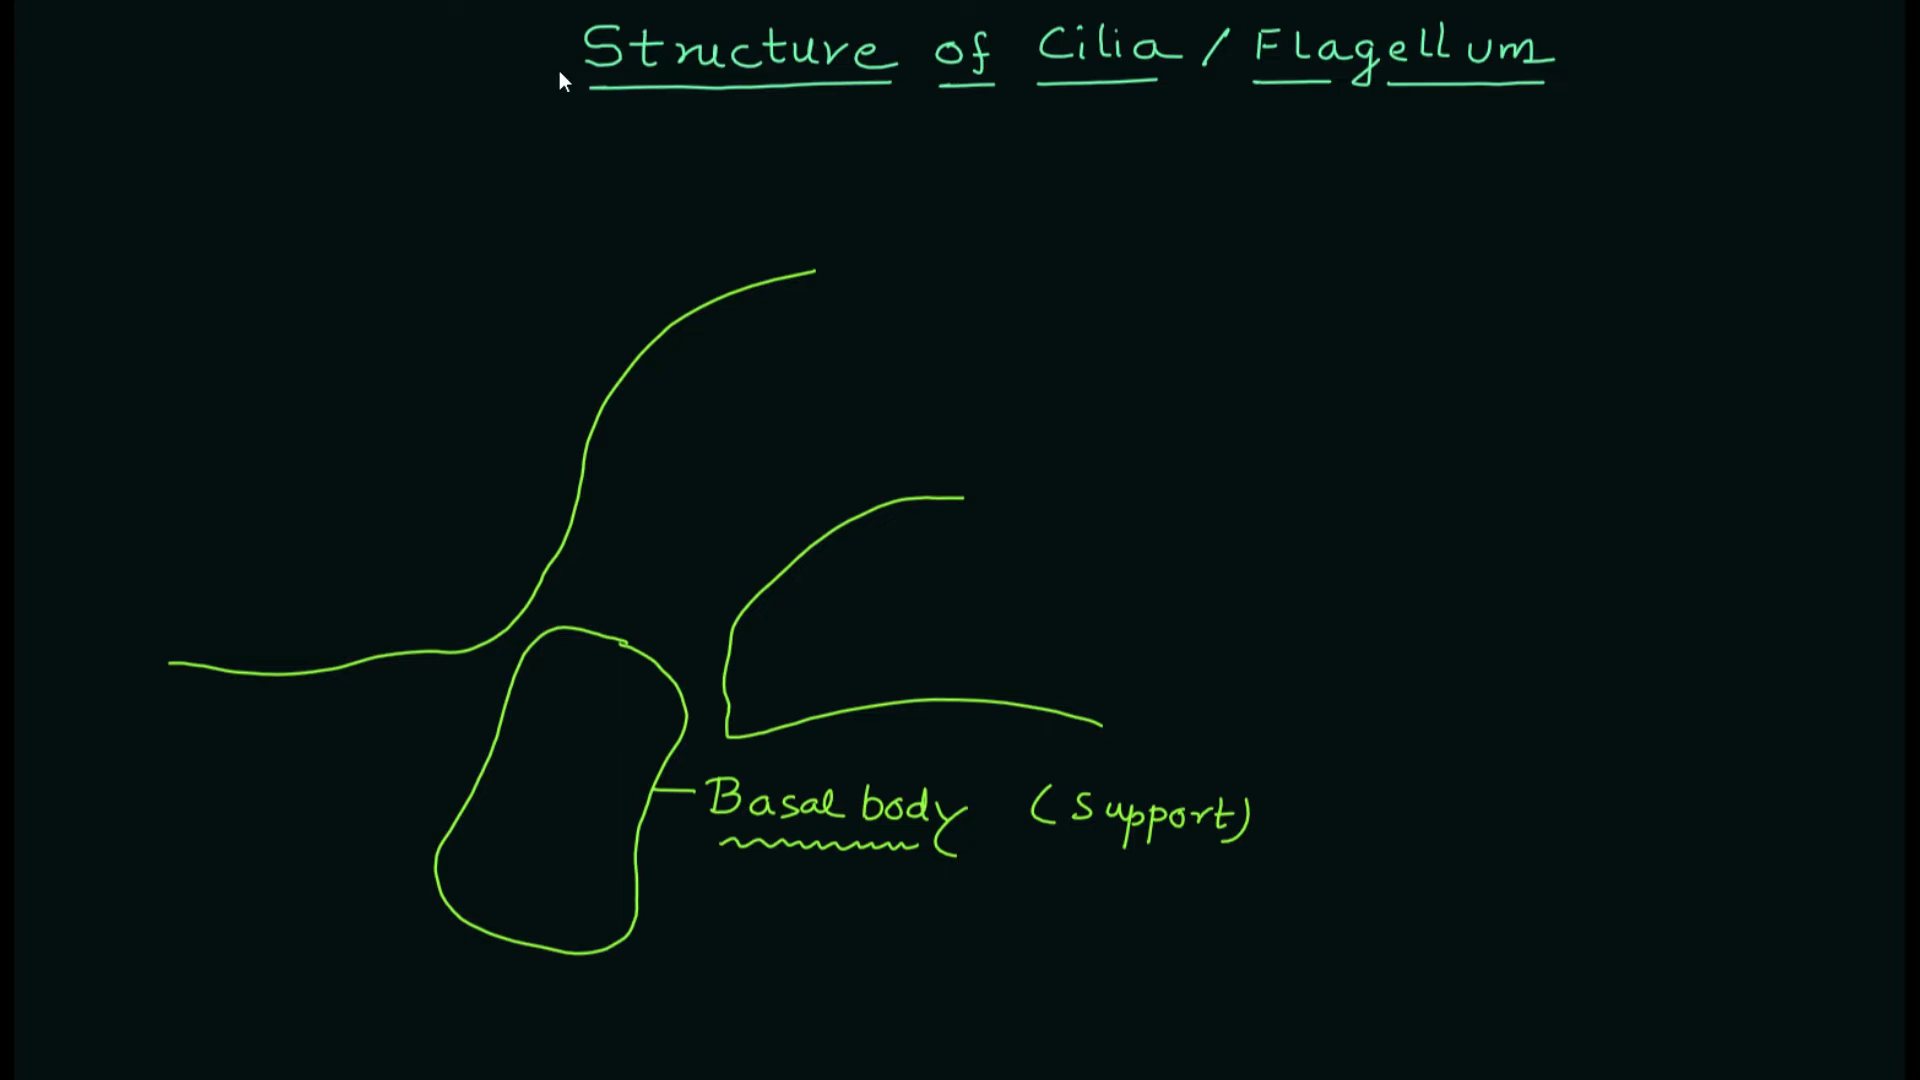 Structure of Cilia / Flagellum
Basal body (support)